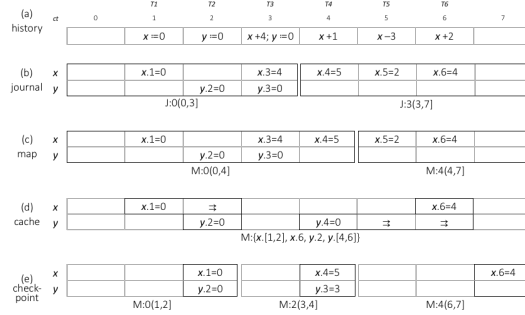 T1 T2 T3 T4 T5 T6
(a) history ct 0 1 2 3 4 5 6 7
x ≔0 y ≔0 x+4; y ≔0 x+1 x−3 x+2
(b) journal x x.1=0 x.3=4 x.4=5 x.5=2 x.6=4
y y.2=0 y.3=0
J:0(0,3] J:3(3,7]
(c) map x x.1=0 x.3=4 x.4=5 x.5=2 x.6=4
y y.2=0 y.3=0
M:0(0,4] M:4(4,7]
(d) cache x x.1=0 ⇉ x.6=4
y y.2=0 y.4=0 ⇉ ⇉
M:{x.[1,2], x.6, y.2, y.[4,6]}
(e) check-point x x.1=0 x.4=5 x.6=4
y y.2=0 y.3=3
M:0(1,2] M:2(3,4] M:4(6,7]